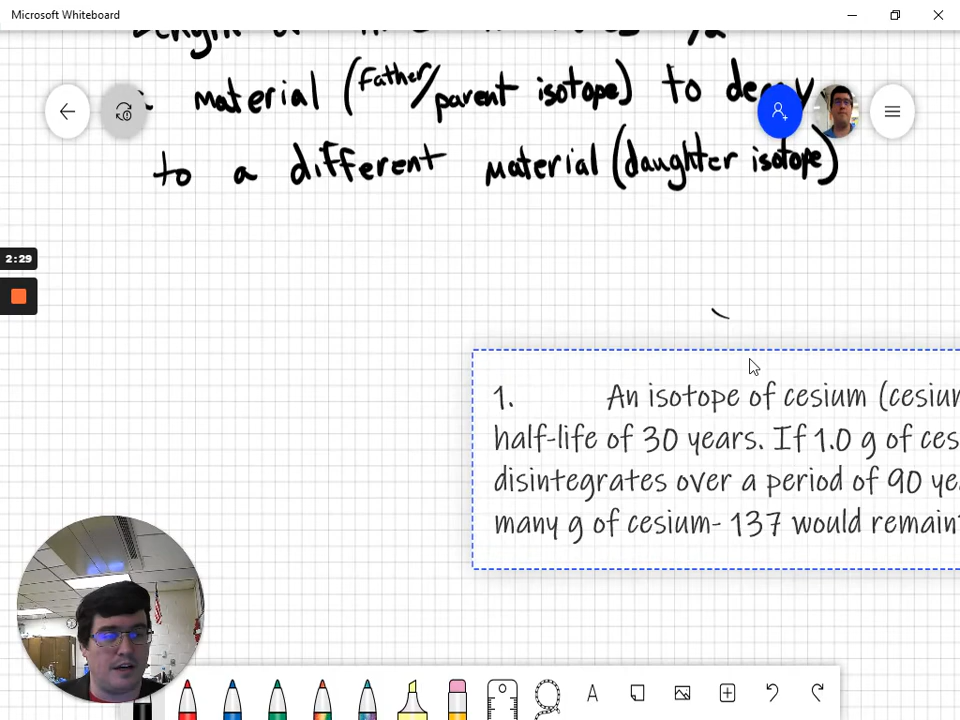 Microsoft Whiteboard
material (father/parent isotope) to decay
to a different material (daughter isotope)
2:29
1. An isotope of cesium (cesium
half-life of 30 years. If 1.0 g of ces
disintegrates over a period of 90 ye
many g of cesium- 137 would remain